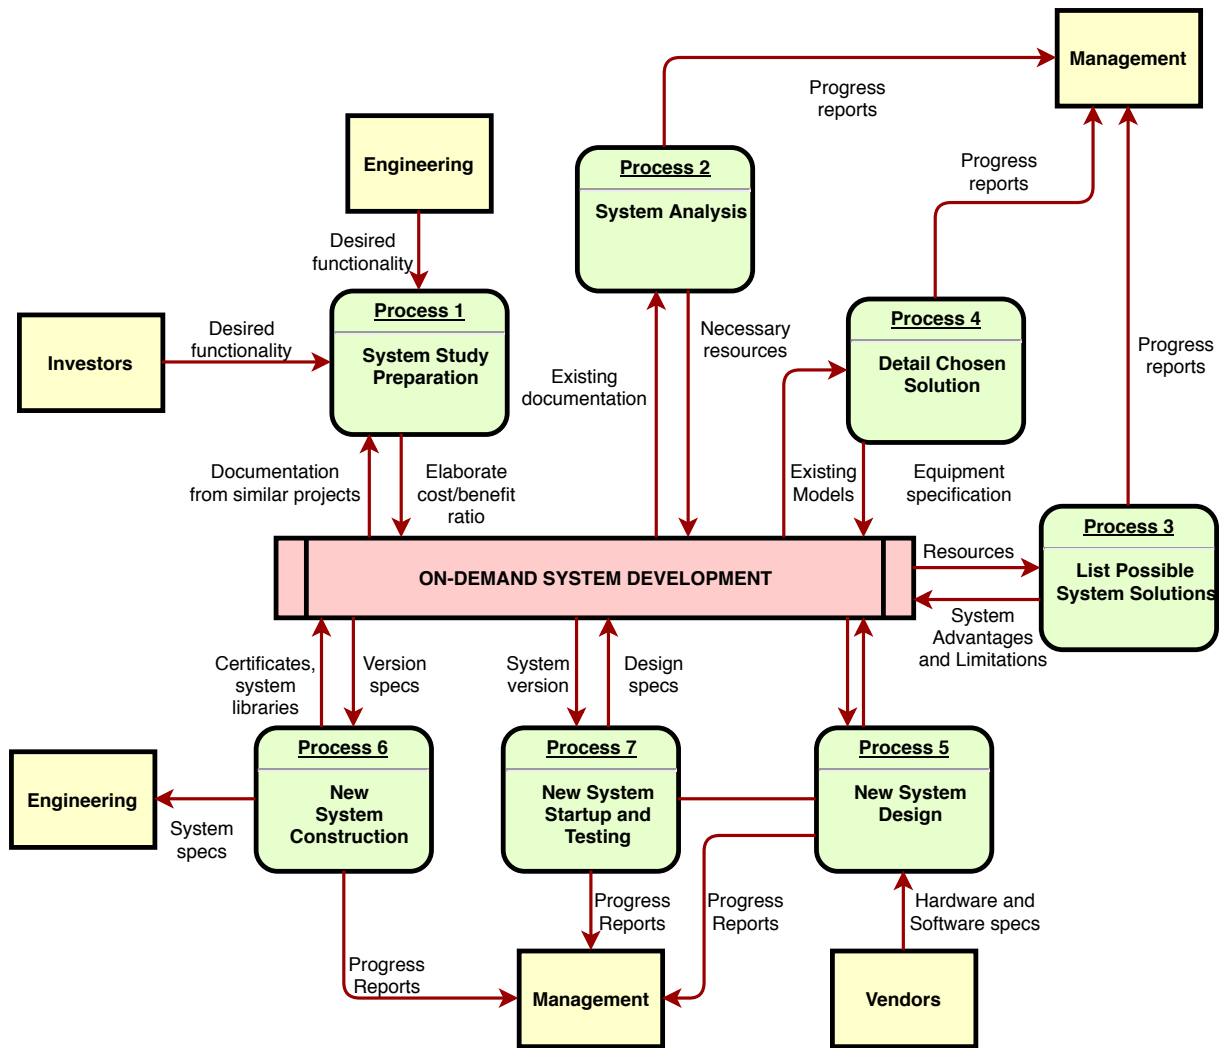 Management
Progress
reports
Engineering
Process 2
System Analysis
Progress
reports
Desired
functionality
Process 1
System Study
Preparation
Desired
functionality
Investors
Necessary
resources
Process 4
Detail Chosen
Solution
Progress
reports
Existing
documentation
Documentation
from similar projects
Elaborate
cost/benefit
ratio
Existing
Models
Equipment
specification
Process 3
List Possible
System Solutions
Resources
ON-DEMAND SYSTEM DEVELOPMENT
System
Advantages
and Limitations
Certificates,
system
libraries
Version
specs
System
version
Design
specs
Process 6
New
System
Construction
Process 7
New System
Startup and
Testing
Process 5
New System
Design
Engineering
System
specs
Progress
Reports
Progress
Reports
Hardware and
Software specs
Progress
Reports
Management
Vendors